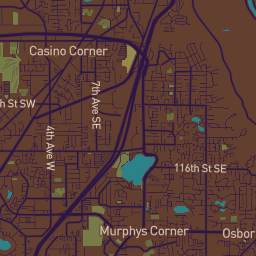 Casino Corner
7th Ave SE
h St SW
4th Ave W
116th St SE
Murphys Corner
Osbor